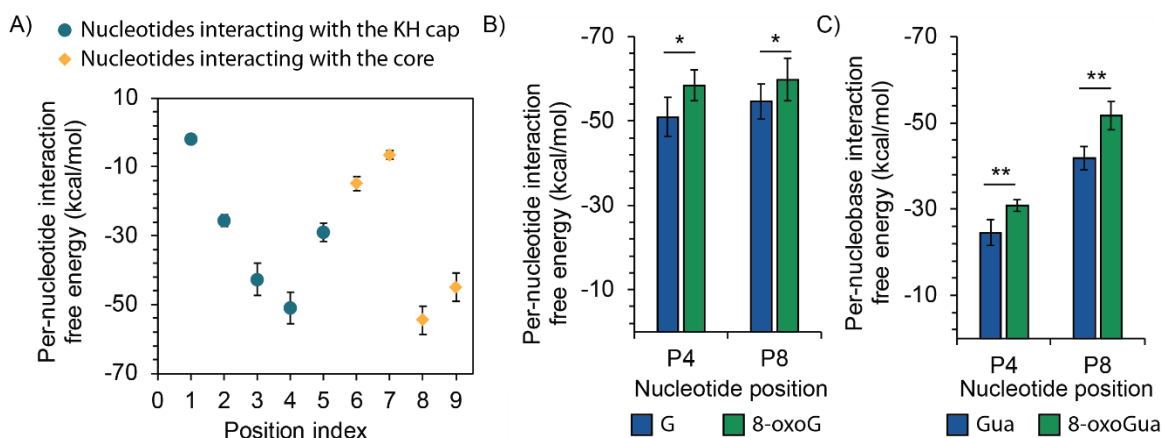 A)
Nucleotides interacting with the KH cap
Nucleotides interacting with the core
Per-nucleotide interaction
free energy (kcal/mol)
10
-10
-30
-50
-70
0 1 2 3 4 5 6 7 8 9
Position index
B)
Per-nucleotide interaction
free energy (kcal/mol)
-70
-50
-30
-10
*
*
P4 P8
Nucleotide position
G 8-oxoG
C)
Per-nucleobase interaction
free energy (kcal/mol)
-70
-50
-30
-10
**
**
P4 P8
Nucleotide position
Gua 8-oxoGua